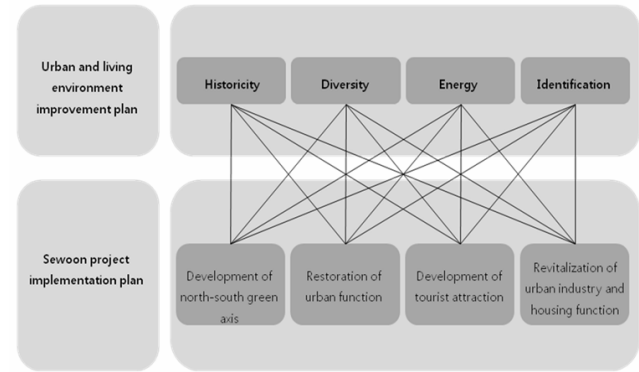 Urban and living
environment
improvement plan
Historicity
Diversity
Energy
Identification
Sewoon project
implementation plan
Development of
north-south green
axis
Restoration of
urban function
Development of
tourist attraction
Revitalization of
urban industry and
housing function